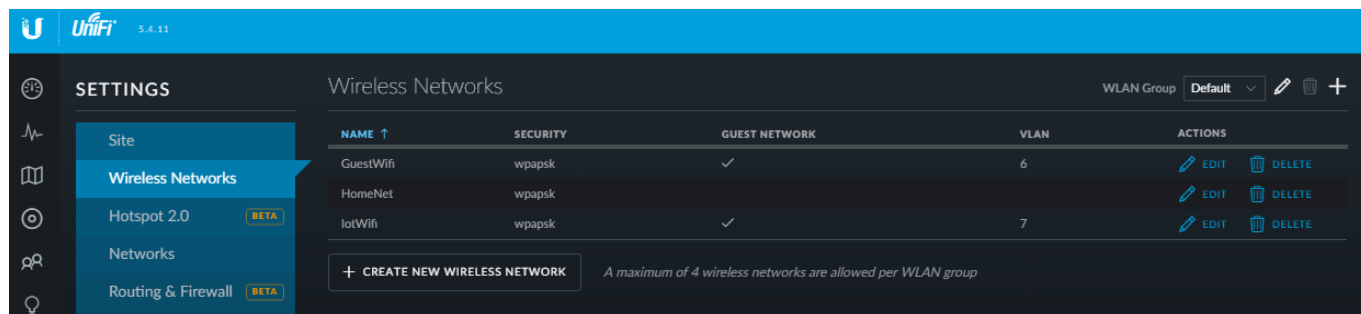 UniFi 5.4.11
SETTINGS
Site
Wireless Networks
Hotspot 2.0 BETA
Networks
Routing & Firewall BETA
Wireless Networks
WLAN Group Default
NAME ↑ SECURITY GUEST NETWORK VLAN ACTIONS
GuestWifi wpapsk ✓ 6 EDIT DELETE
HomeNet wpapsk EDIT DELETE
IotWifi wpapsk ✓ 7 EDIT DELETE
+ CREATE NEW WIRELESS NETWORK A maximum of 4 wireless networks are allowed per WLAN group